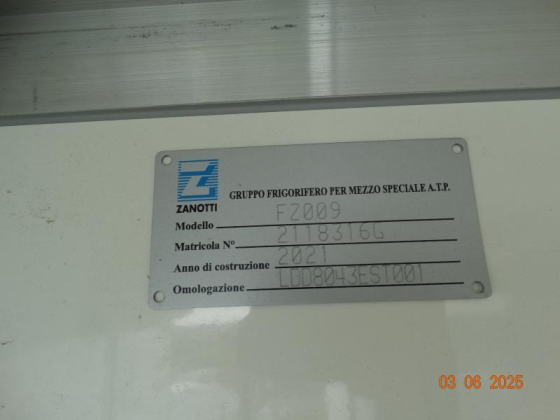 ZANOTTI
GRUPPO FRIGORIFERO PER MEZZO SPECIALE A.T.P.
Modello FZ009
Matricola N° 2118316G
Anno di costruzione 2021
Omologazione LDD8043EST001
03 06 2025